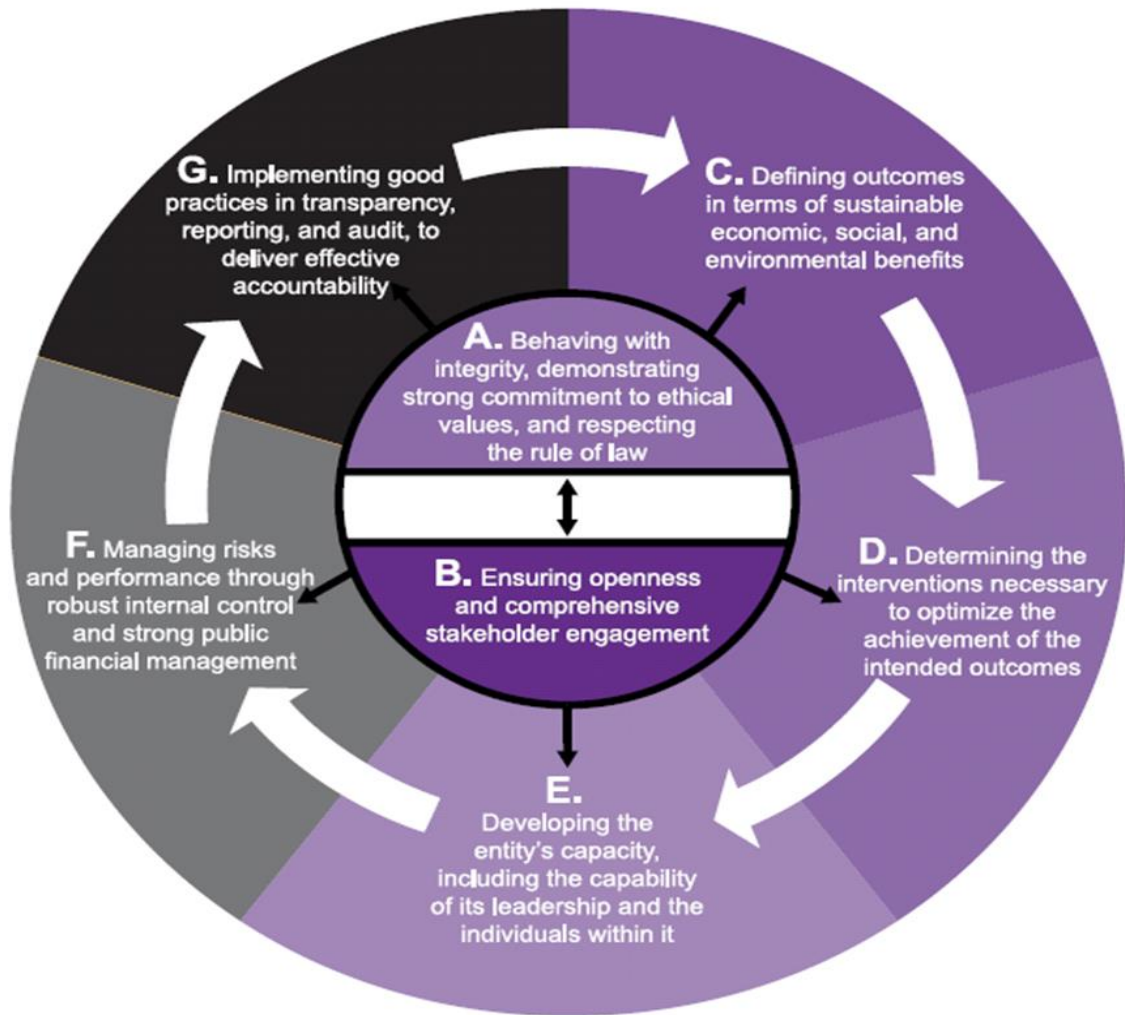 A. Behaving with
integrity, demonstrating
strong commitment to ethical
values, and respecting
the rule of law
B. Ensuring openness
and comprehensive
stakeholder engagement
C. Defining outcomes
in terms of sustainable
economic, social, and
environmental benefits
D. Determining the
interventions necessary
to optimize the
achievement of the
intended outcomes
E.
Developing the
entity's capacity,
including the capability
of its leadership and the
individuals within it
F. Managing risks
and performance through
robust internal control
and strong public
financial management
G. Implementing good
practices in transparency,
reporting, and audit, to
deliver effective
accountability